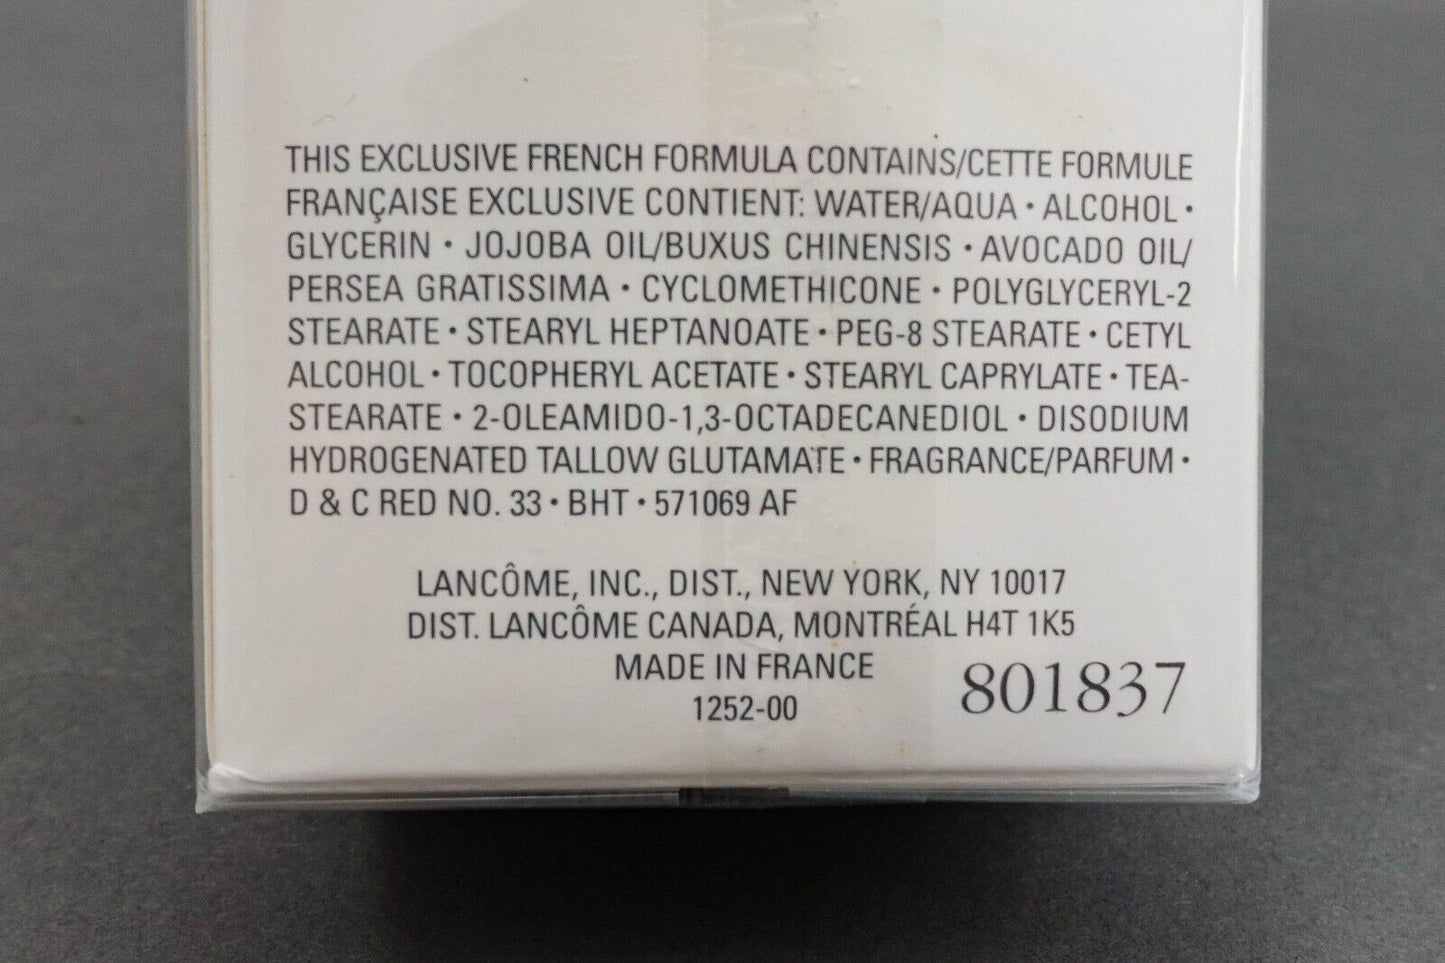 THIS EXCLUSIVE FRENCH FORMULA CONTAINS/CETTE FORMULE
FRANÇAISE EXCLUSIVE CONTIENT: WATER/AQUA • ALCOHOL •
GLYCERIN • JOJOBA OIL/BUXUS CHINENSIS • AVOCADO OIL/
PERSEA GRATISSIMA • CYCLOMETHICONE • POLYGLYCERYL-2
STEARATE • STEARYL HEPTANOATE • PEG-8 STEARATE • CETYL
ALCOHOL • TOCOPHERYL ACETATE • STEARYL CAPRYLATE • TEA-
STEARATE • 2-OLEAMIDO-1,3-OCTADECANEDIOL • DISODIUM
HYDROGENATED TALLOW GLUTAMATE • FRAGRANCE/PARFUM •
D & C RED NO. 33 • BHT • 571069 AF
LANCÔME, INC., DIST., NEW YORK, NY 10017
DIST. LANCÔME CANADA, MONTRÉAL H4T 1K5
MADE IN FRANCE
1252-00
801837